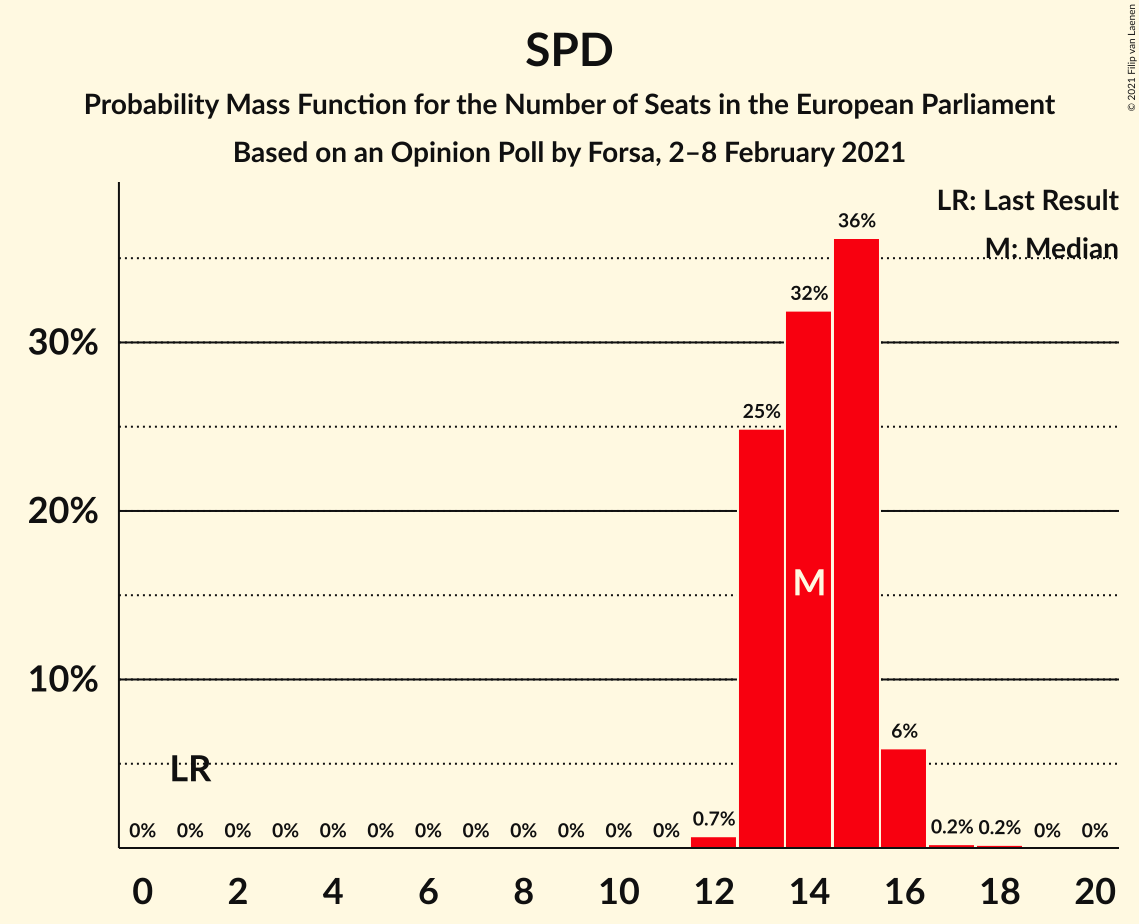 SPD
Probability Mass Function for the Number of Seats in the European Parliament
Based on an Opinion Poll by Forsa, 2–8 February 2021
© 2021 Filip van Laenen
LR: Last Result
M: Median
36%
32%
30%
25%
20%
M
10%
6%
LR
0% 0% 0% 0% 0% 0% 0% 0% 0% 0% 0% 0% 0.7% 0.2% 0.2% 0% 0%
0 2 4 6 8 10 12 14 16 18 20